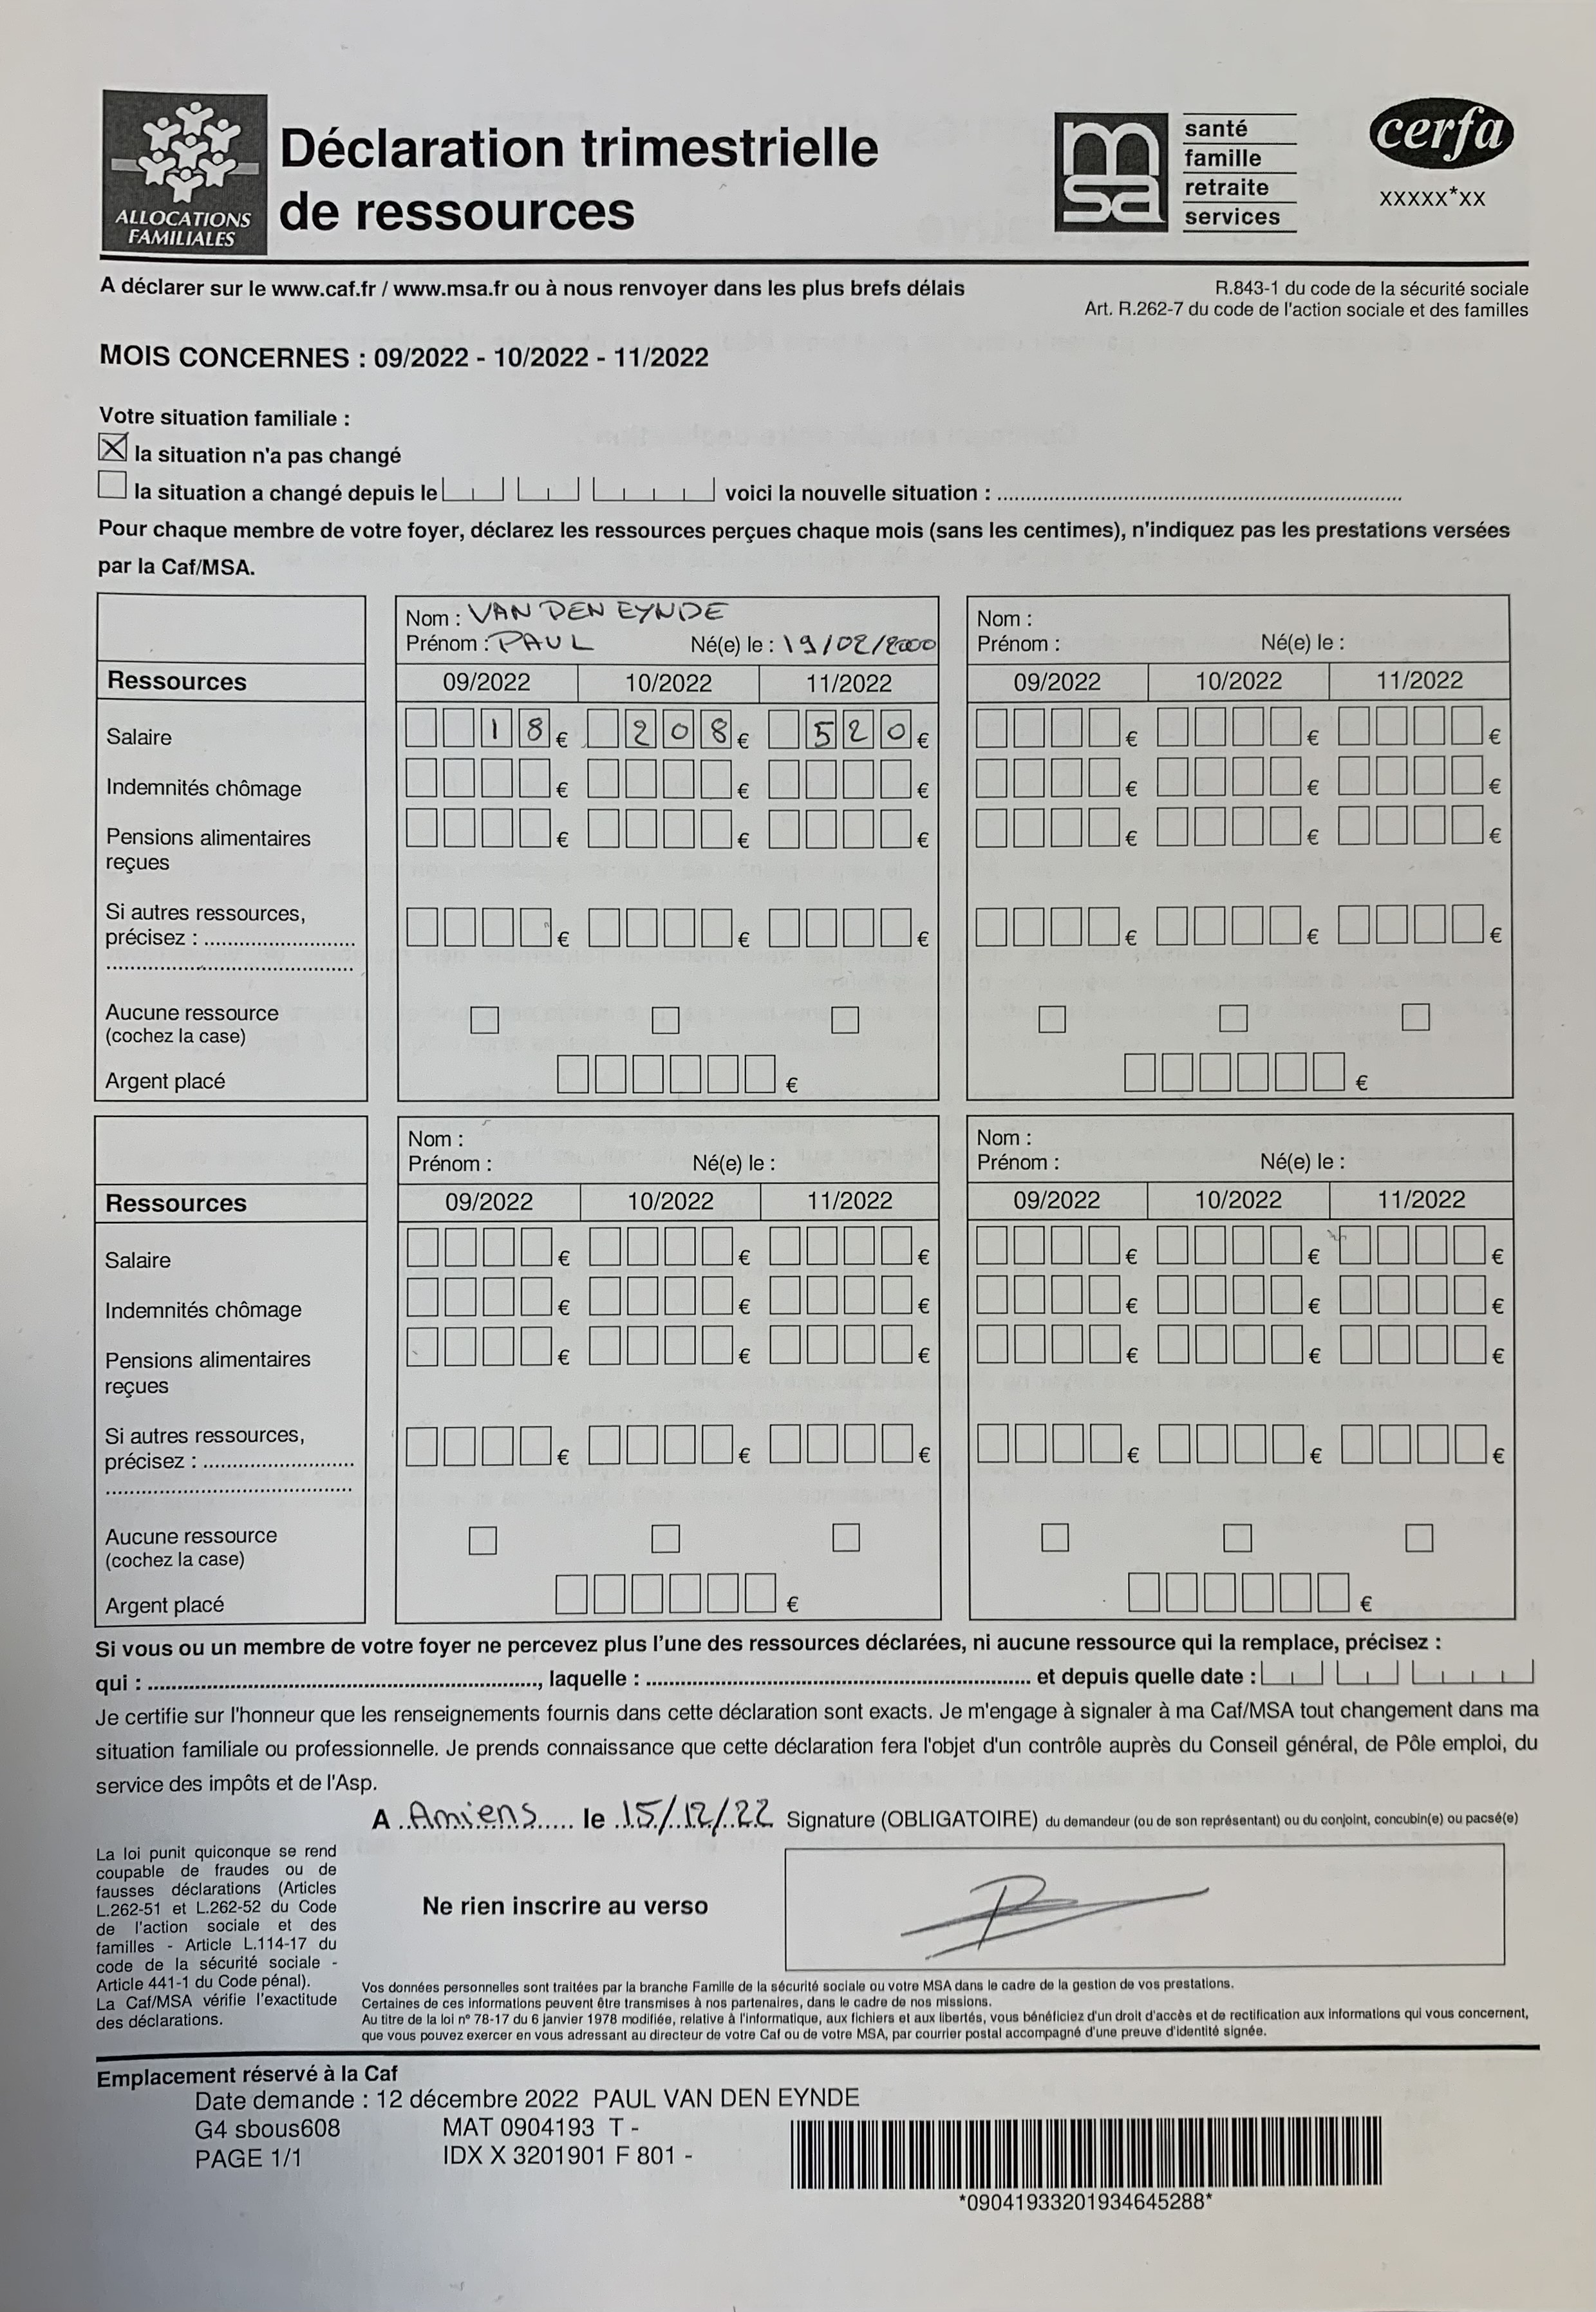 ALLOCATIONS
FAMILIALES
Déclaration trimestrielle
de ressources
msa
santé
famille
retraite
services
cerfa
XXXXX*XX
A déclarer sur le www.caf.fr / www.msa.fr ou à nous renvoyer dans les plus brefs délais
R.843-1 du code de la sécurité sociale
Art. R.262-7 du code de l'action sociale et des familles
MOIS CONCERNES : 09/2022 - 10/2022 - 11/2022
Votre situation familiale :
la situation n'a pas changé
la situation a changé depuis le voici la nouvelle situation :
Pour chaque membre de votre foyer, déclarez les ressources perçues chaque mois (sans les centimes), n'indiquez pas les prestations versées
par la Caf/MSA.
Nom : VAN DEN EYNDE
Prénom : PAUL Né(e) le : 19/02/2000
Nom :
Prénom : Né(e) le :
Ressources 09/2022 10/2022 11/2022 09/2022 10/2022 11/2022
Salaire 18 € 208 € 520 € € € €
Indemnités chômage € € € € € €
Pensions alimentaires € € € € € €
reçues
Si autres ressources,
précisez : € € € € € €
Aucune ressource
(cochez la case)
Argent placé € €
Nom : Nom :
Prénom : Né(e) le : Prénom : Né(e) le :
Ressources 09/2022 10/2022 11/2022 09/2022 10/2022 11/2022
Salaire € € € € € €
Indemnités chômage € € € € € €
Pensions alimentaires € € € € € €
reçues
Si autres ressources,
précisez : € € € € € €
Aucune ressource
(cochez la case)
Argent placé € €
Si vous ou un membre de votre foyer ne percevez plus l'une des ressources déclarées, ni aucune ressource qui la remplace, précisez :
qui : , laquelle : et depuis quelle date :
Je certifie sur l'honneur que les renseignements fournis dans cette déclaration sont exacts. Je m'engage à signaler à ma Caf/MSA tout changement dans ma
situation familiale ou professionnelle. Je prends connaissance que cette déclaration fera l'objet d'un contrôle auprès du Conseil général, de Pôle emploi, du
service des impôts et de l'Asp.
A Amiens le 15/12/22 Signature (OBLIGATOIRE) du demandeur (ou de son représentant) ou du conjoint, concubin(e) ou pacsé(e)
La loi punit quiconque se rend
coupable de fraudes ou de
fausses déclarations (Articles
L.262-51 et L.262-52 du Code
de l'action sociale et des
familles - Article L.114-17 du
code de la sécurité sociale -
Article 441-1 du Code pénal).
La Caf/MSA vérifie l'exactitude
des déclarations.
Ne rien inscrire au verso
Vos données personnelles sont traitées par la branche Famille de la sécurité sociale ou votre MSA dans le cadre de la gestion de vos prestations.
Certaines de ces informations peuvent être transmises à nos partenaires, dans le cadre de nos missions.
Au titre de la loi n° 78-17 du 6 janvier 1978 modifiée, relative à l'informatique, aux fichiers et aux libertés, vous bénéficiez d'un droit d'accès et de rectification aux informations qui vous concernent,
que vous pouvez exercer en vous adressant au directeur de votre Caf ou de votre MSA, par courrier postal accompagné d'une preuve d'identité signée.
Emplacement réservé à la Caf
Date demande : 12 décembre 2022 PAUL VAN DEN EYNDE
G4 sbous608 MAT 0904193 T -
PAGE 1/1 IDX X 3201901 F 801 -
*09041933201934645288*